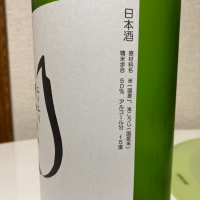 日本酒
原材料名 米(国産)、米こうじ(国産米)
精米歩合 50% アルコール分 15度